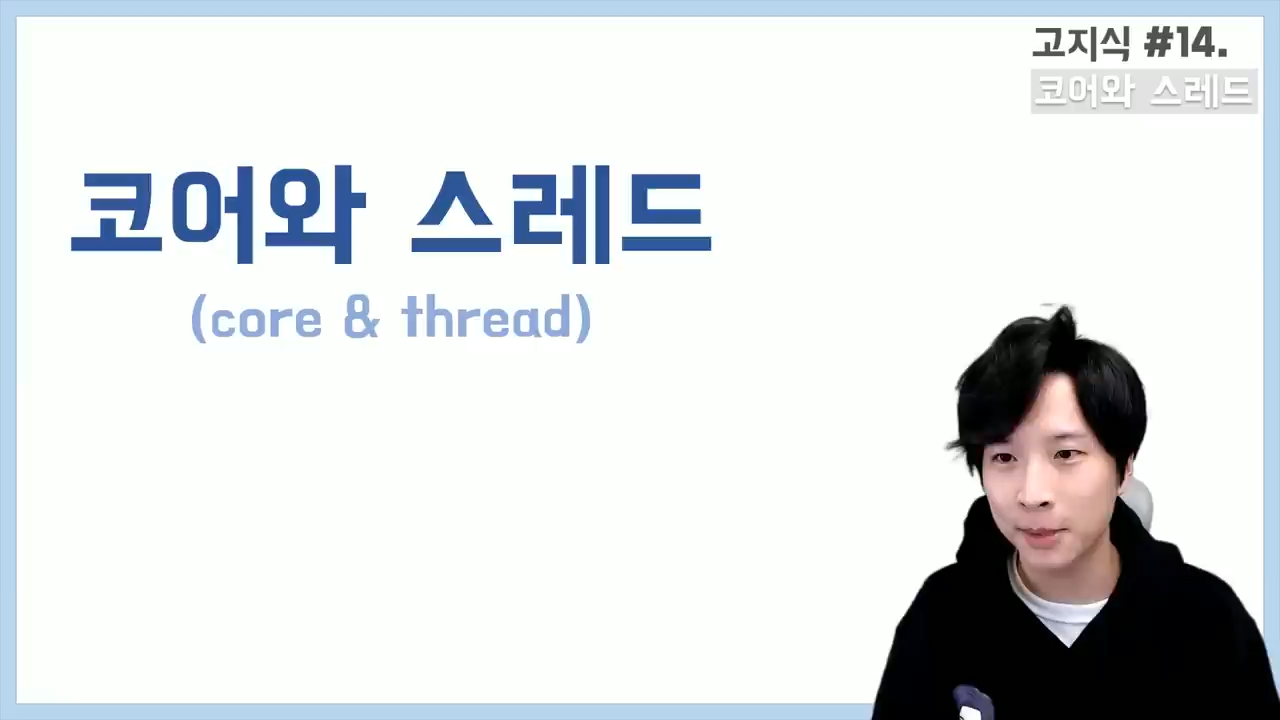 고지식 #14.
코어와 스레드
코어와 스레드
(core & thread)